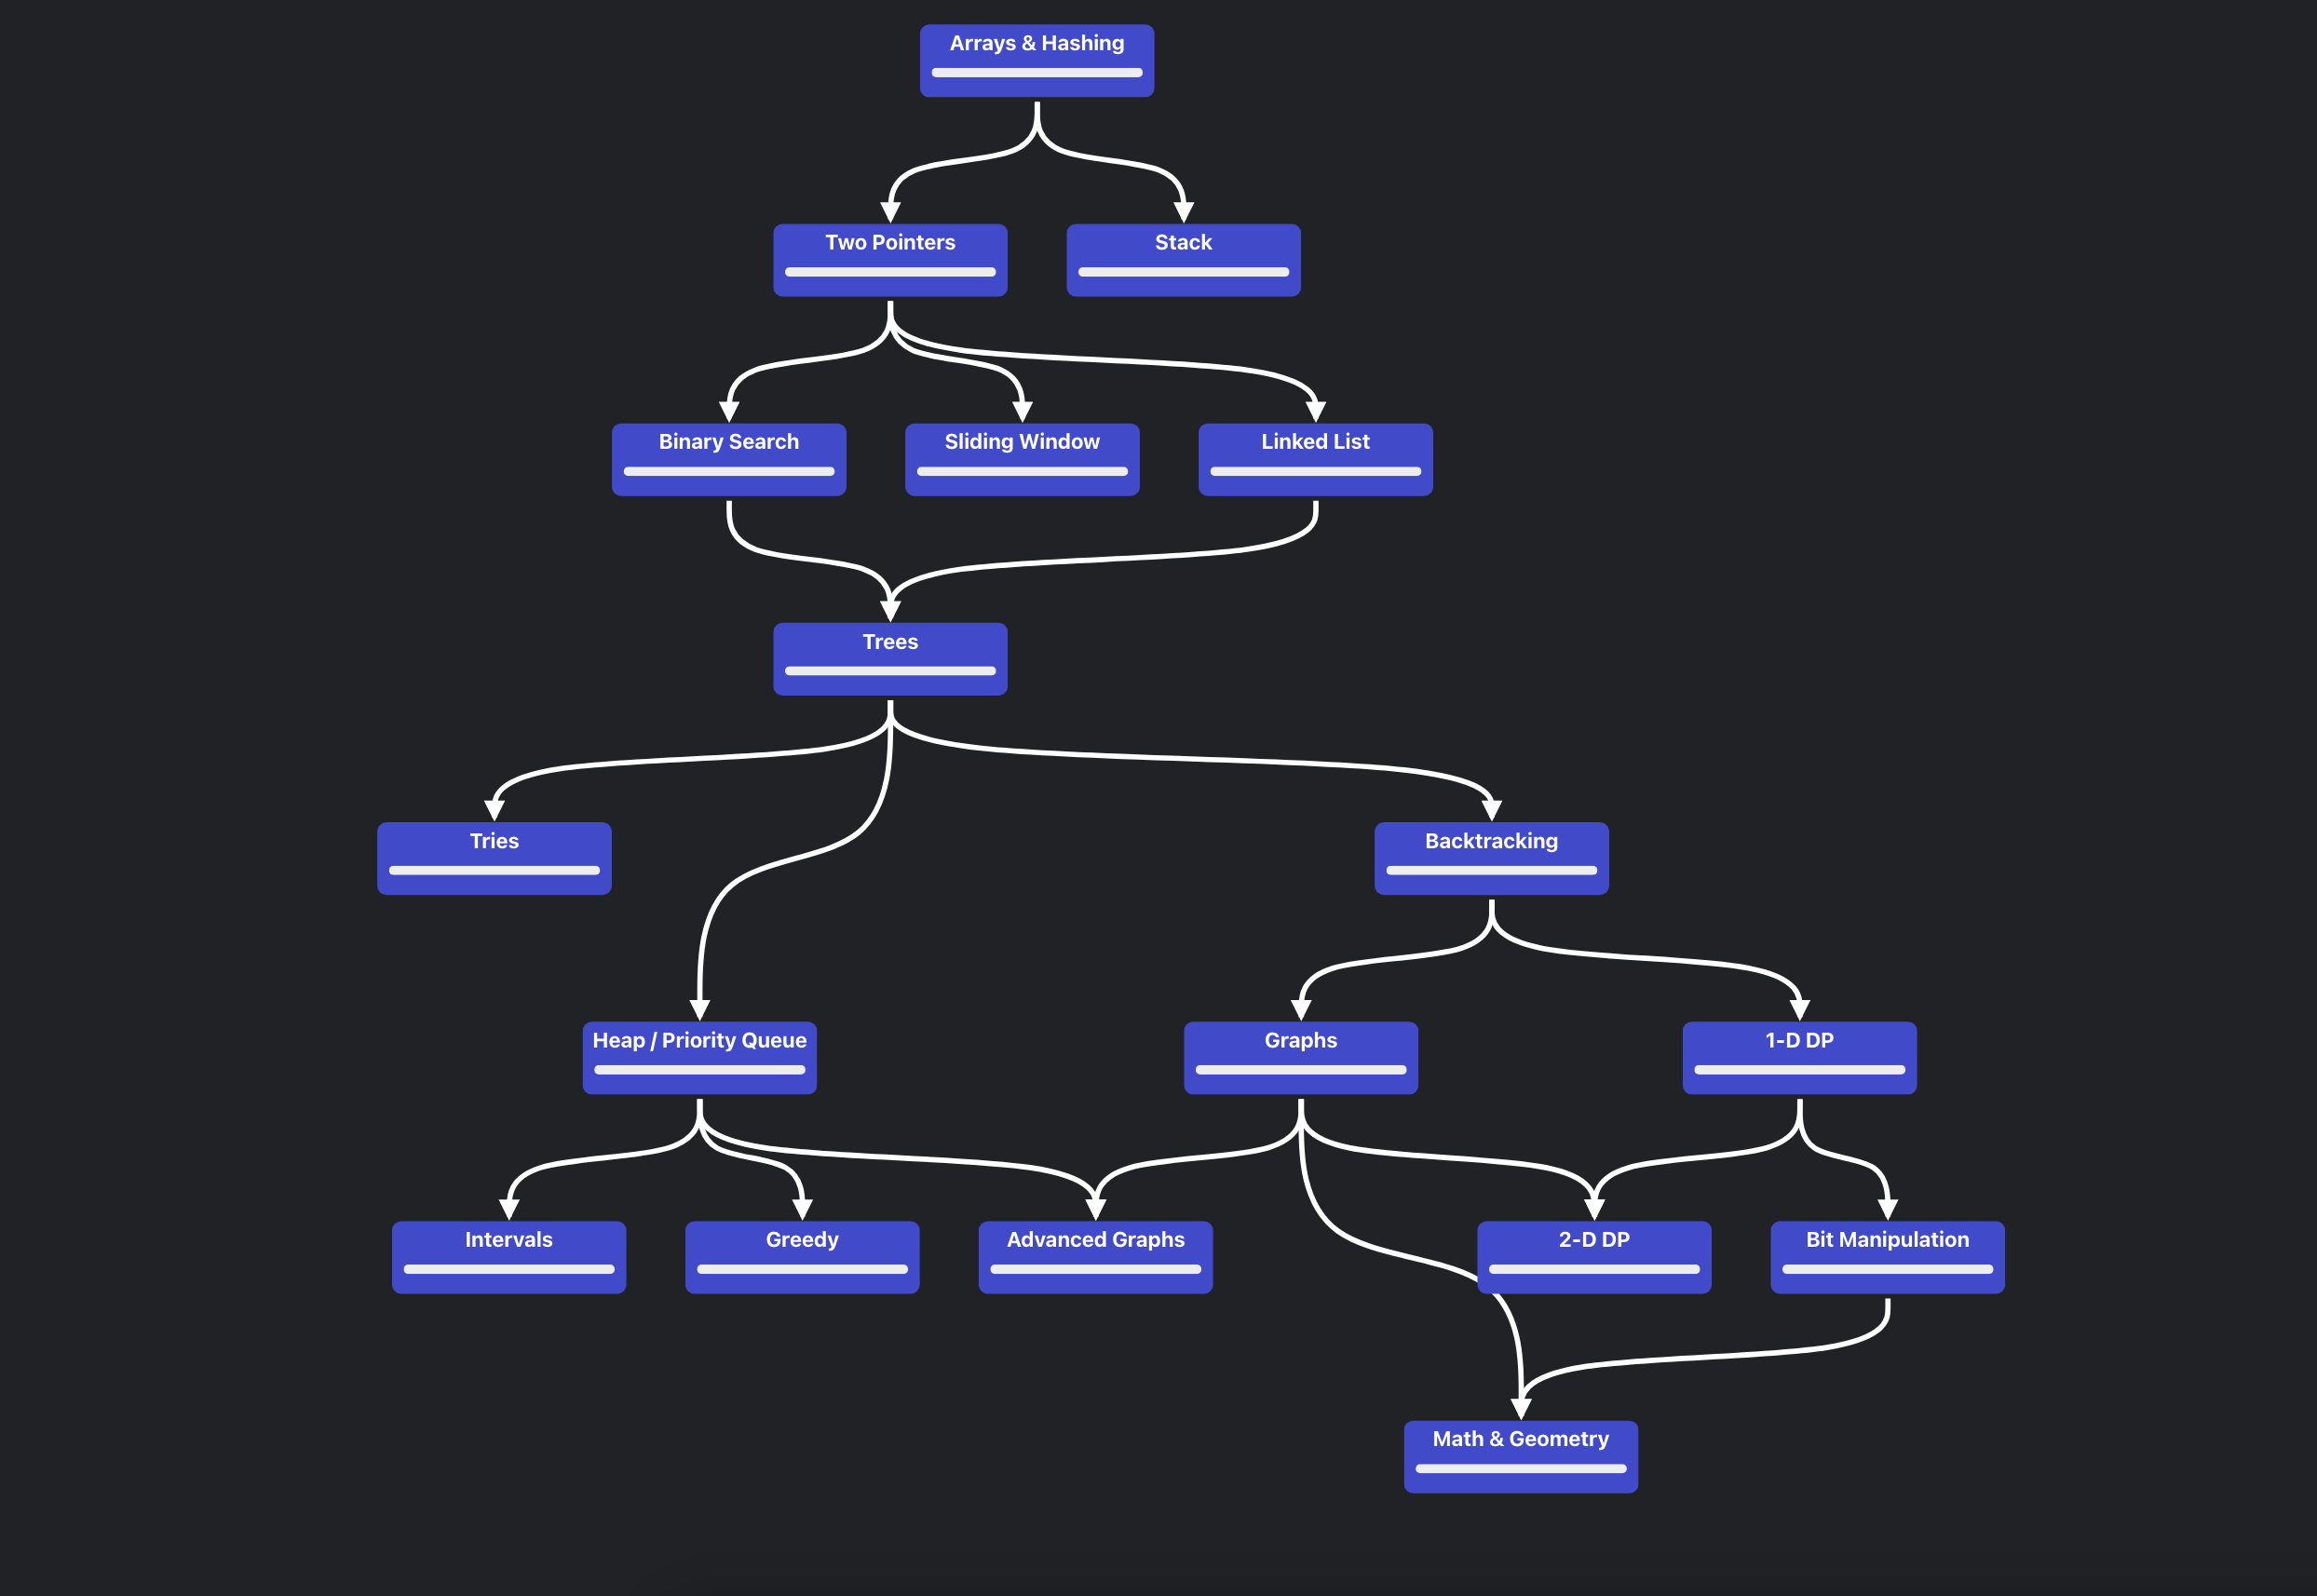 Arrays & Hashing
Two Pointers
Stack
Binary Search
Sliding Window
Linked List
Trees
Tries
Backtracking
Heap / Priority Queue
Graphs
1-D DP
Intervals
Greedy
Advanced Graphs
2-D DP
Bit Manipulation
Math & Geometry